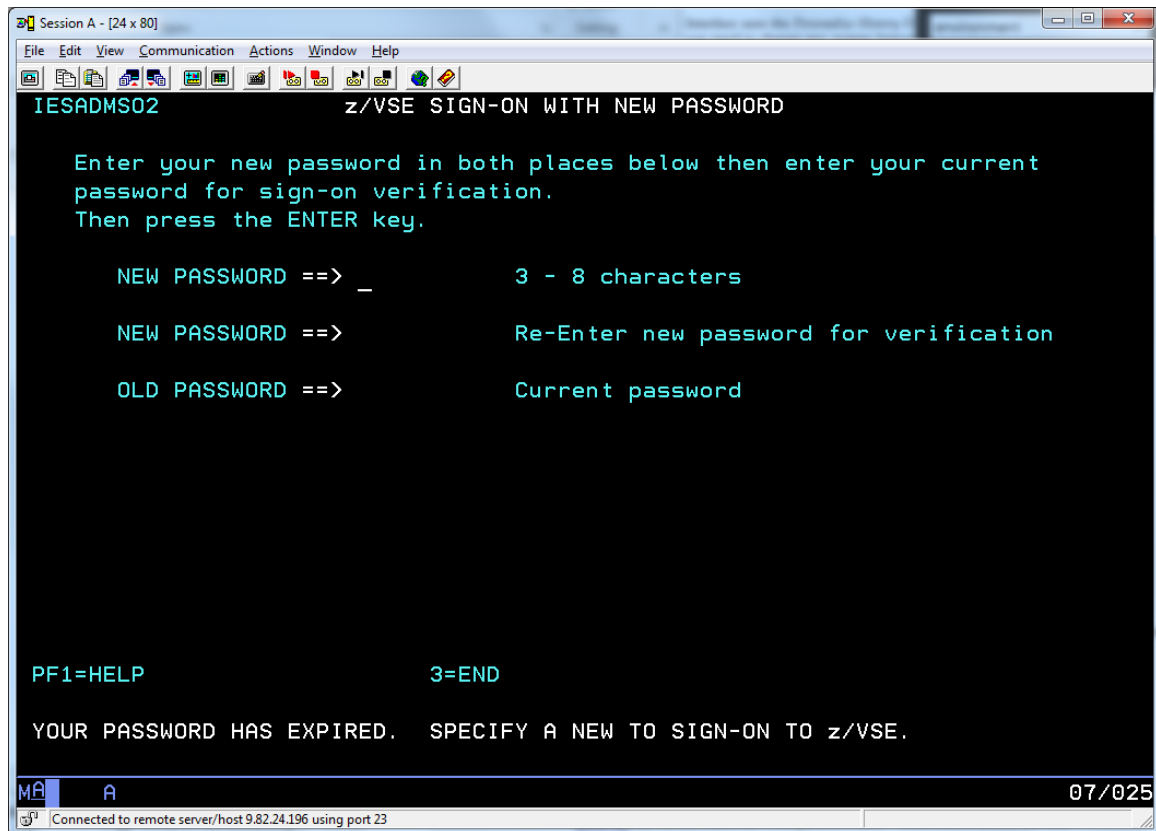 Session A - [24 x 80]
File Edit View Communication Actions Window Help
IESADMSO2 z/VSE SIGN-ON WITH NEW PASSWORD
Enter your new password in both places below then enter your current
password for sign-on verification.
Then press the ENTER key.
NEW PASSWORD ==> _ 3 - 8 characters
NEW PASSWORD ==> Re-Enter new password for verification
OLD PASSWORD ==> Current password
PF1=HELP 3=END
YOUR PASSWORD HAS EXPIRED. SPECIFY A NEW TO SIGN-ON TO z/VSE.
MA A 07/025
Connected to remote server/host 9.82.24.196 using port 23